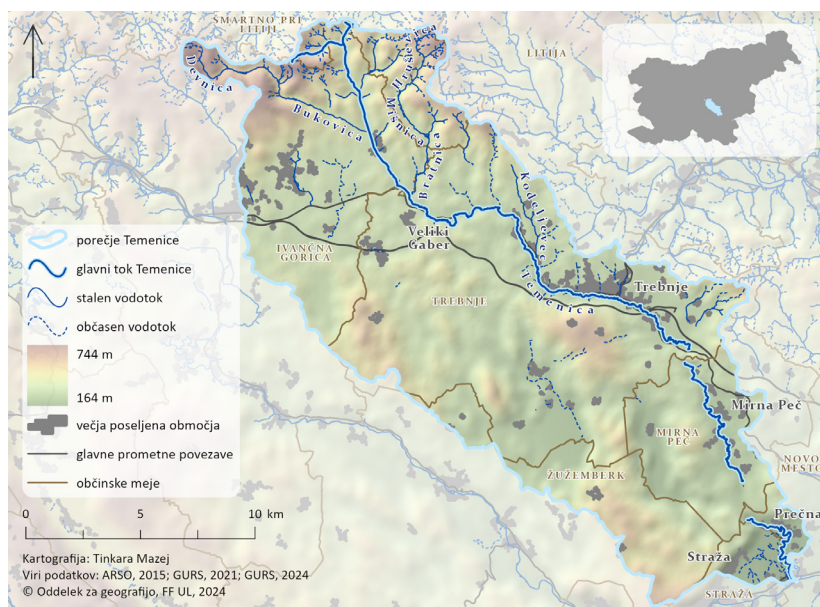 ŠMARTNO PRI
LITIJI
LITIJA
Devnica
Hrušev­ica
Bukovica
Mišnica
Bratnica
Kodeljevec
IVANČNA
GORICA
Veliki
Gaber
TREBNJE
Temenica
Trebnje
Mirna Peč
MIRNA
PEČ
NOVO
MESTO
ŽUŽEMBERK
Prečna
Straža
STRAŽA
porečje Temenice
glavni tok Temenice
stalen vodotok
občasen vodotok
744 m
164 m
večja poseljena območja
glavne prometne povezave
občinske meje
0 5 10 km
Kartografija: Tinkara Mazej
Viri podatkov: ARSO, 2015; GURS, 2021; GURS, 2024
© Oddelek za geografijo, FF UL, 2024